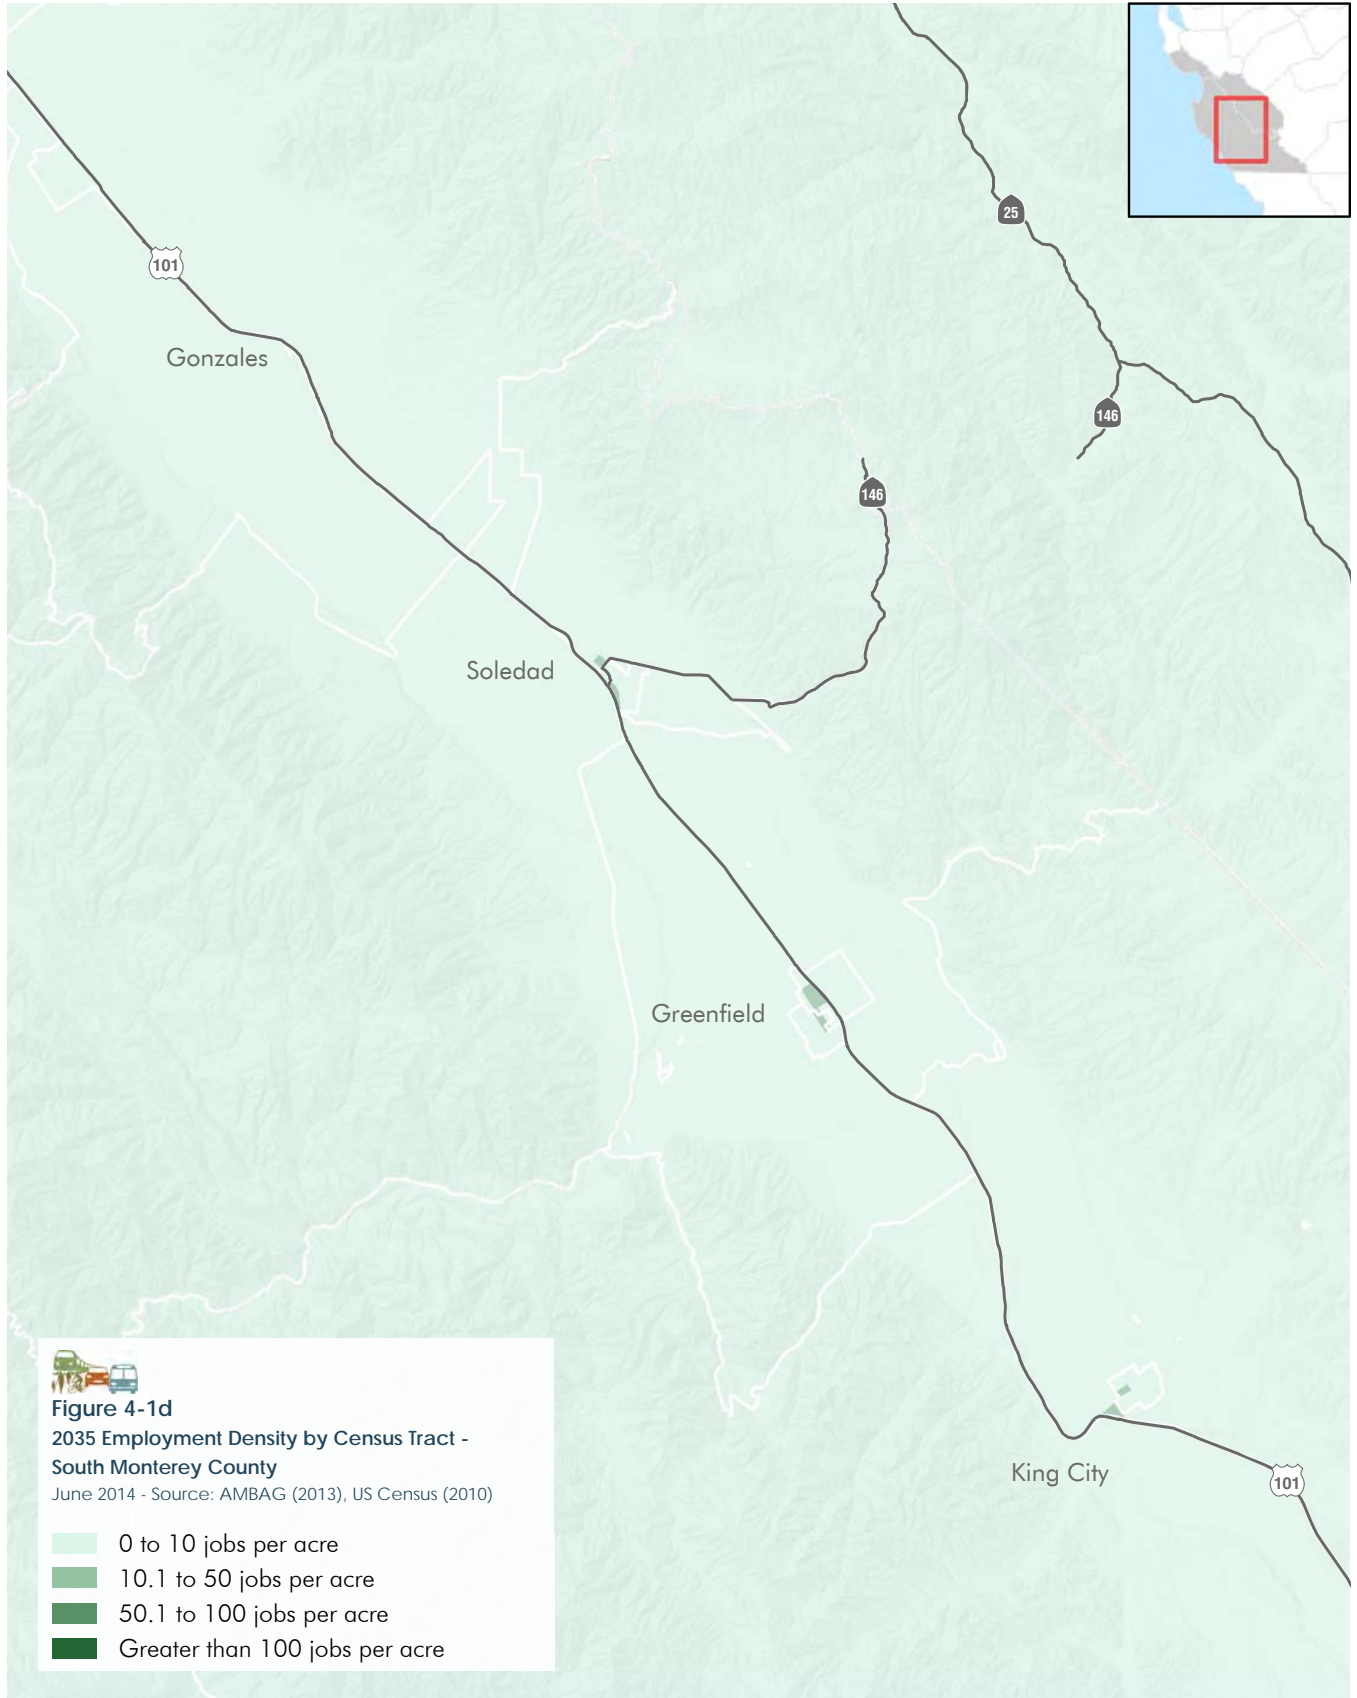 25
101
Gonzales
146
146
Soledad
Greenfield
King City
101
Figure 4-1d
2035 Employment Density by Census Tract -
South Monterey County
June 2014 - Source: AMBAG (2013), US Census (2010)
0 to 10 jobs per acre
10.1 to 50 jobs per acre
50.1 to 100 jobs per acre
Greater than 100 jobs per acre